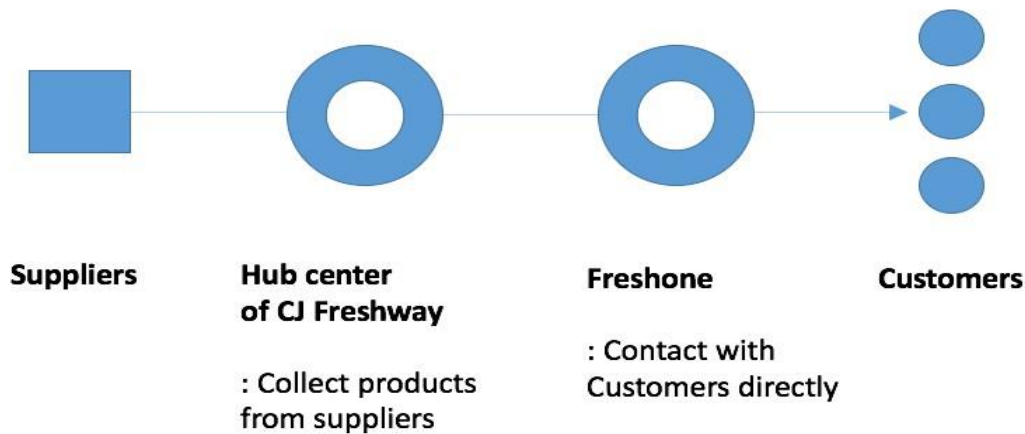 Suppliers
Hub center
of CJ Freshway
: Collect products
from suppliers
Freshone
: Contact with
Customers directly
Customers